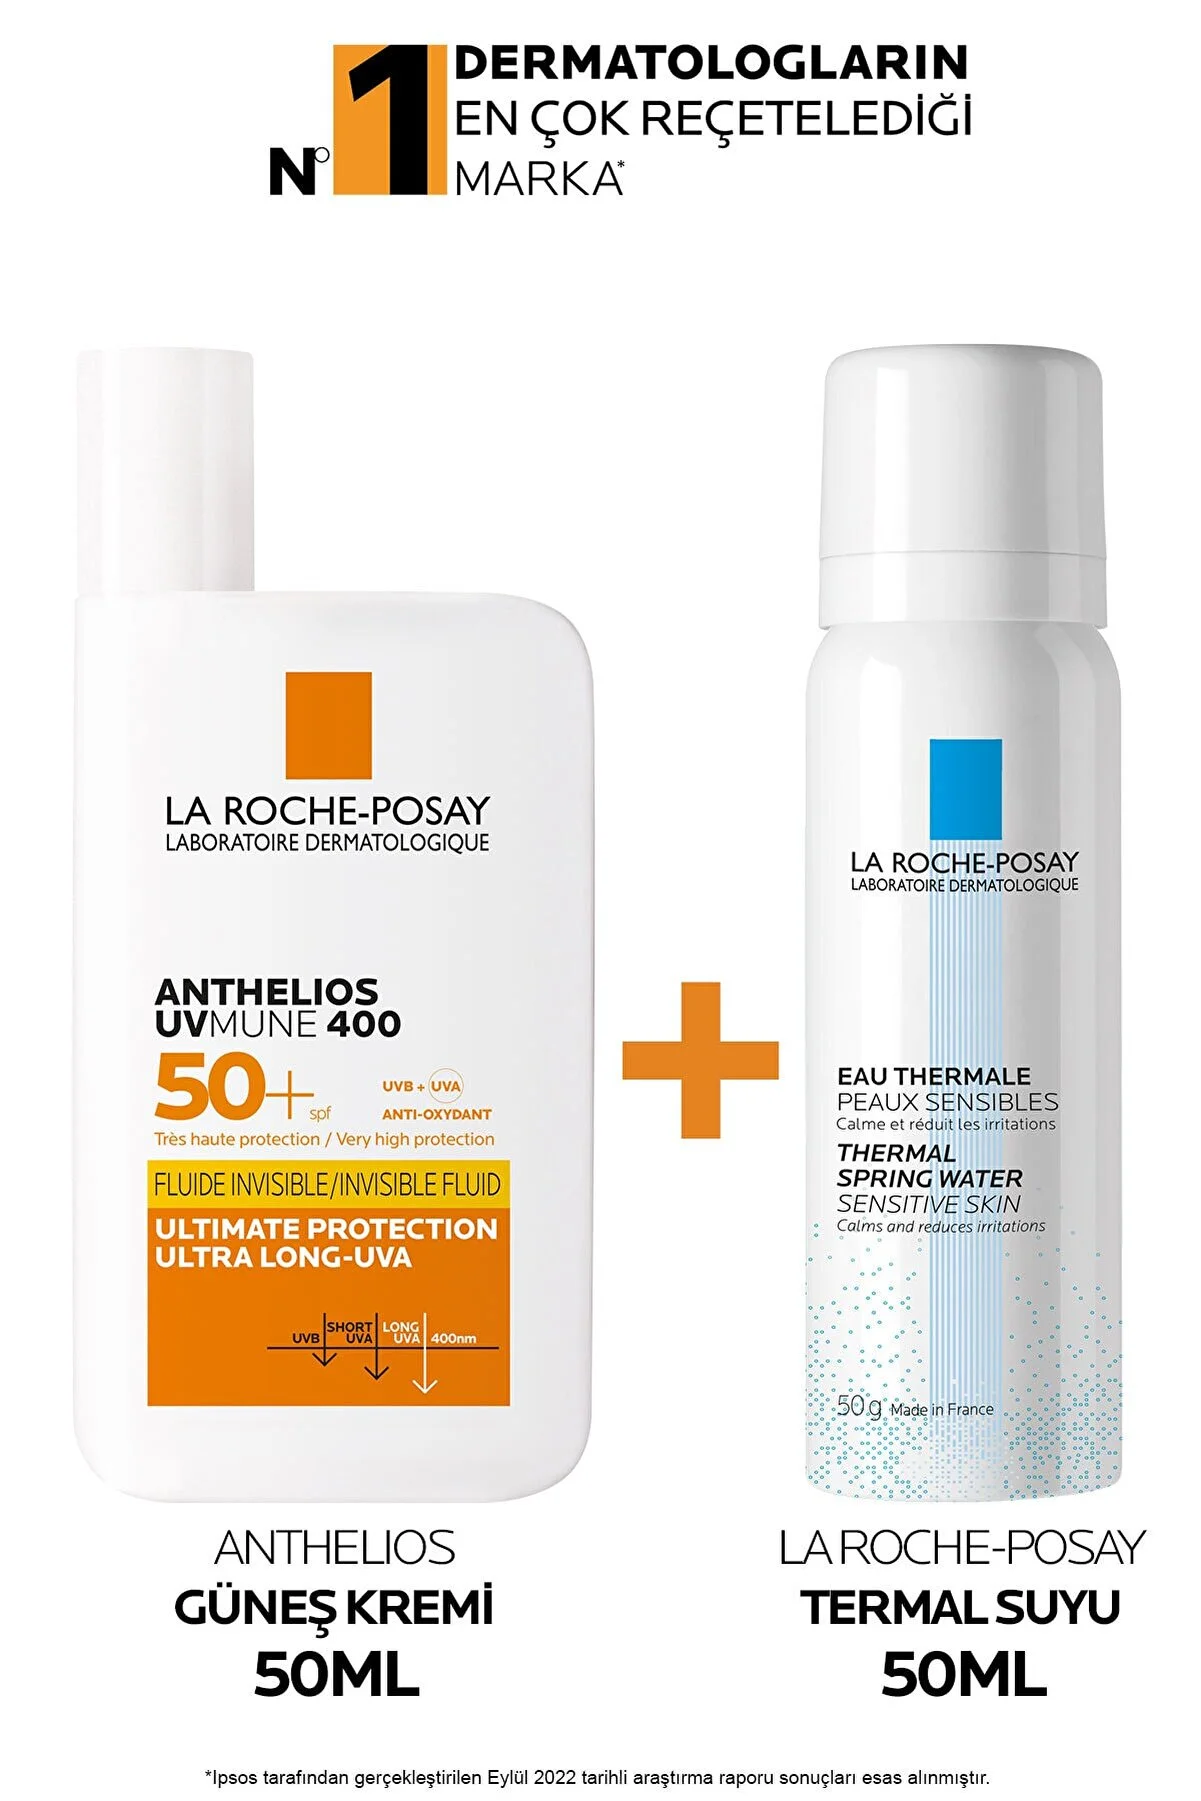 N° 1 DERMATOLOGLARIN
EN ÇOK REÇETELEDİĞİ
MARKA*
LA ROCHE-POSAY
LABORATOIRE DERMATOLOGIQUE
ANTHELIOS
UVMUNE 400
50+ spf
UVB + UVA
ANTI-OXYDANT
Très haute protection / Very high protection
FLUIDE INVISIBLE/INVISIBLE FLUID
ULTIMATE PROTECTION
ULTRA LONG-UVA
UVB
SHORT
UVA
LONG
UVA
400nm
LA ROCHE-POSAY
LABORATOIRE DERMATOLOGIQUE
EAU THERMALE
PEAUX SENSIBLES
Calme et réduit les irritations
THERMAL
SPRING WATER
SENSITIVE SKIN
Calms and reduces irritations
50 g Made in France
ANTHELIOS
GÜNEŞ KREMİ
50ML
LA ROCHE-POSAY
TERMAL SUYU
50ML
*Ipsos tarafından gerçekleştirilen Eylül 2022 tarihli araştırma raporu sonuçları esas alınmıştır.